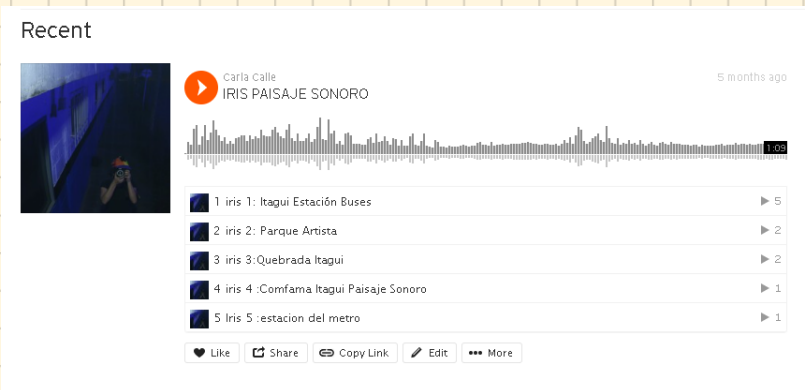 Recent
Carla Calle
5 months ago
IRIS PAISAJE SONORO
1:09
1 iris 1: Itagui Estación Buses 5
2 iris 2: Parque Artista 2
3 iris 3:Quebrada Itagui 2
4 iris 4 :Comfama Itagui Paisaje Sonoro 1
5 Iris 5 :estacion del metro 1
Like Share Copy Link Edit More